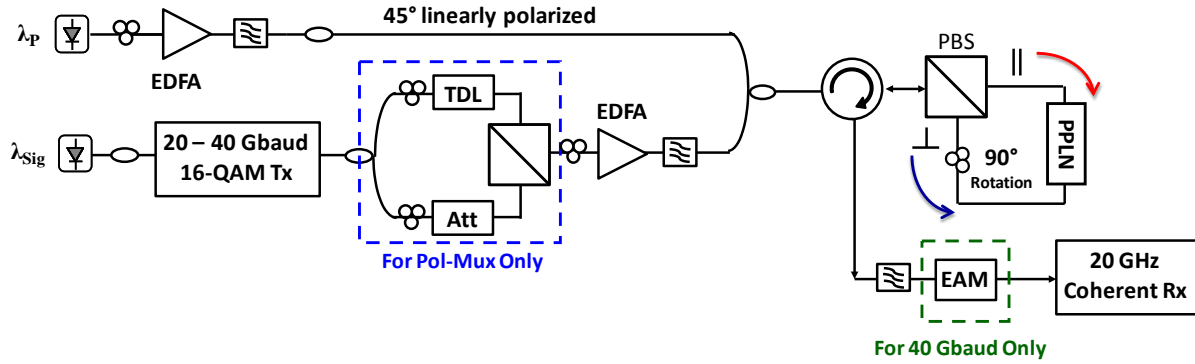 45° linearly polarized
λP
EDFA
PBS
||
PPLN
⊥
90°
Rotation
TDL
EDFA
λSig
20 – 40 Gbaud
16-QAM Tx
Att
For Pol-Mux Only
EAM
20 GHz
Coherent Rx
For 40 Gbaud Only